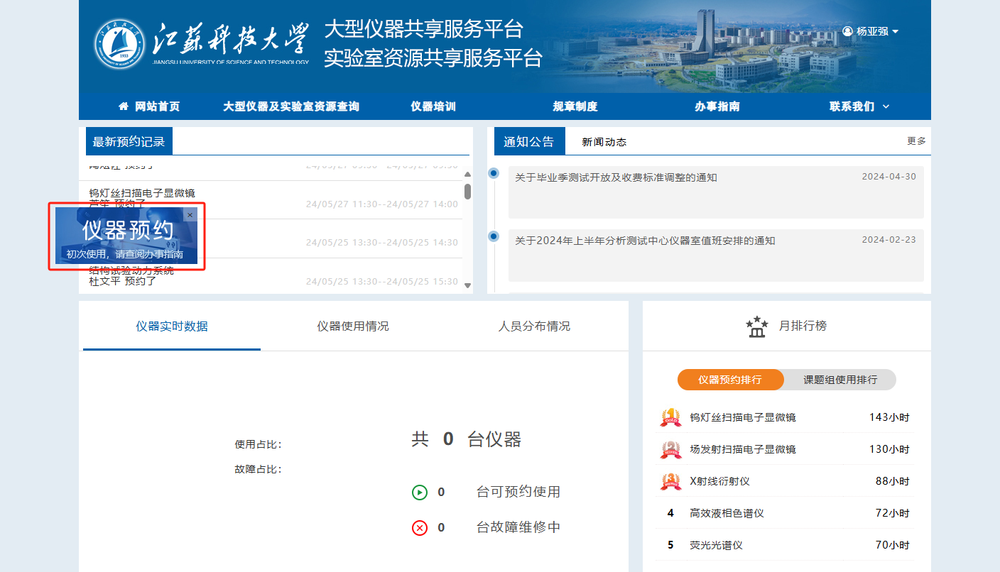 江苏科技大学
JIANGSU UNIVERSITY OF SCIENCE AND TECHNOLOGY
1933
大型仪器共享服务平台
实验室资源共享服务平台
杨亚强
网站首页 大型仪器及实验室资源查询 仪器培训 规章制度 办事指南 联系我们
最新预约记录
24/05/27 11:30--24/05/27 14:00
钨灯丝扫描电子显微镜
预约了
24/05/25 13:30--24/05/25 14:30
仪器预约
×
初次使用，请查阅办事指南
结构试验动力系统
杜文平 预约了
24/05/25 13:30--24/05/25 15:30
通知公告 新闻动态 更多
关于毕业季测试开放及收费标准调整的通知 2024-04-30
关于2024年上半年分析测试中心仪器室值班安排的通知 2024-02-23
仪器实时数据 仪器使用情况 人员分布情况
使用占比：
故障占比：
共 0 台仪器
0 台可预约使用
0 台故障维修中
月排行榜
仪器预约排行 课题组使用排行
1 钨灯丝扫描电子显微镜 143小时
2 场发射扫描电子显微镜 130小时
3 X射线衍射仪 88小时
4 高效液相色谱仪 72小时
5 荧光光谱仪 70小时